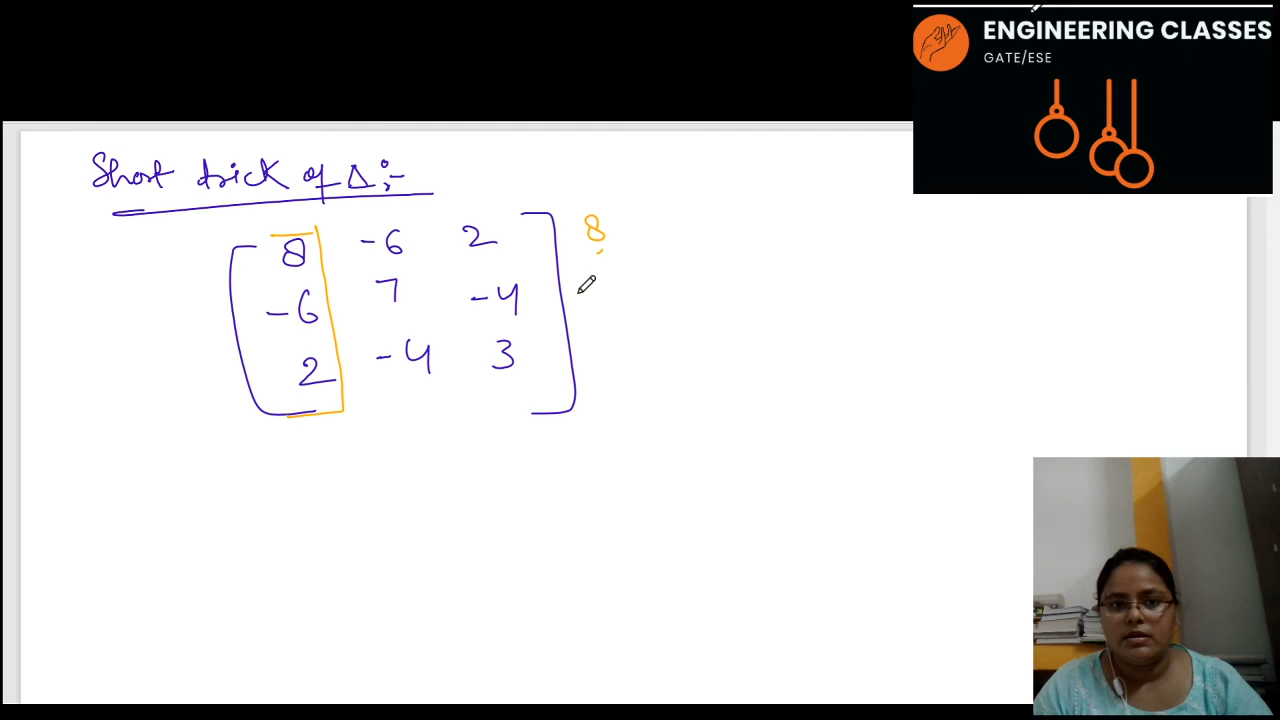 ENGINEERING CLASSES
GATE/ESE
Short trick of Δ:-
8 -6 2 8
-6 7 -4
2 -4 3